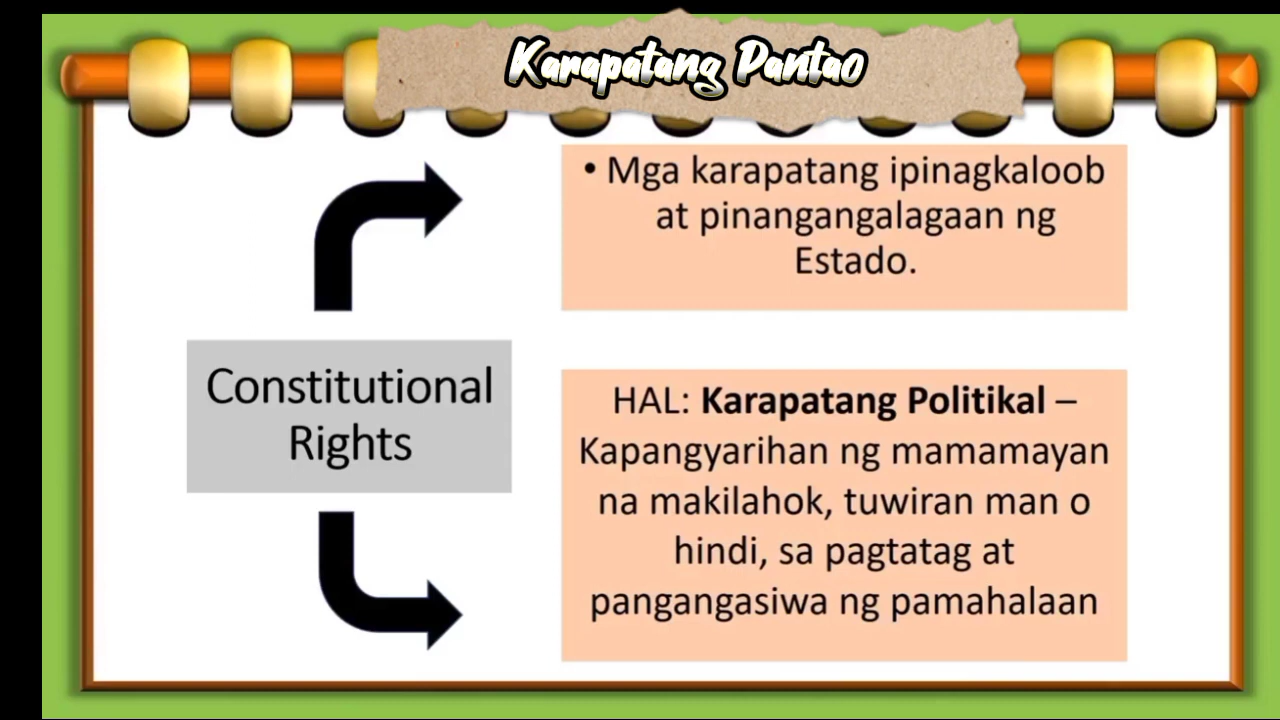 Karapatang Pantao
• Mga karapatang ipinagkaloob
at pinangangalagaan ng
Estado.
Constitutional
Rights
HAL: Karapatang Politikal –
Kapangyarihan ng mamamayan
na makilahok, tuwiran man o
hindi, sa pagtatag at
pangangasiwa ng pamahalaan